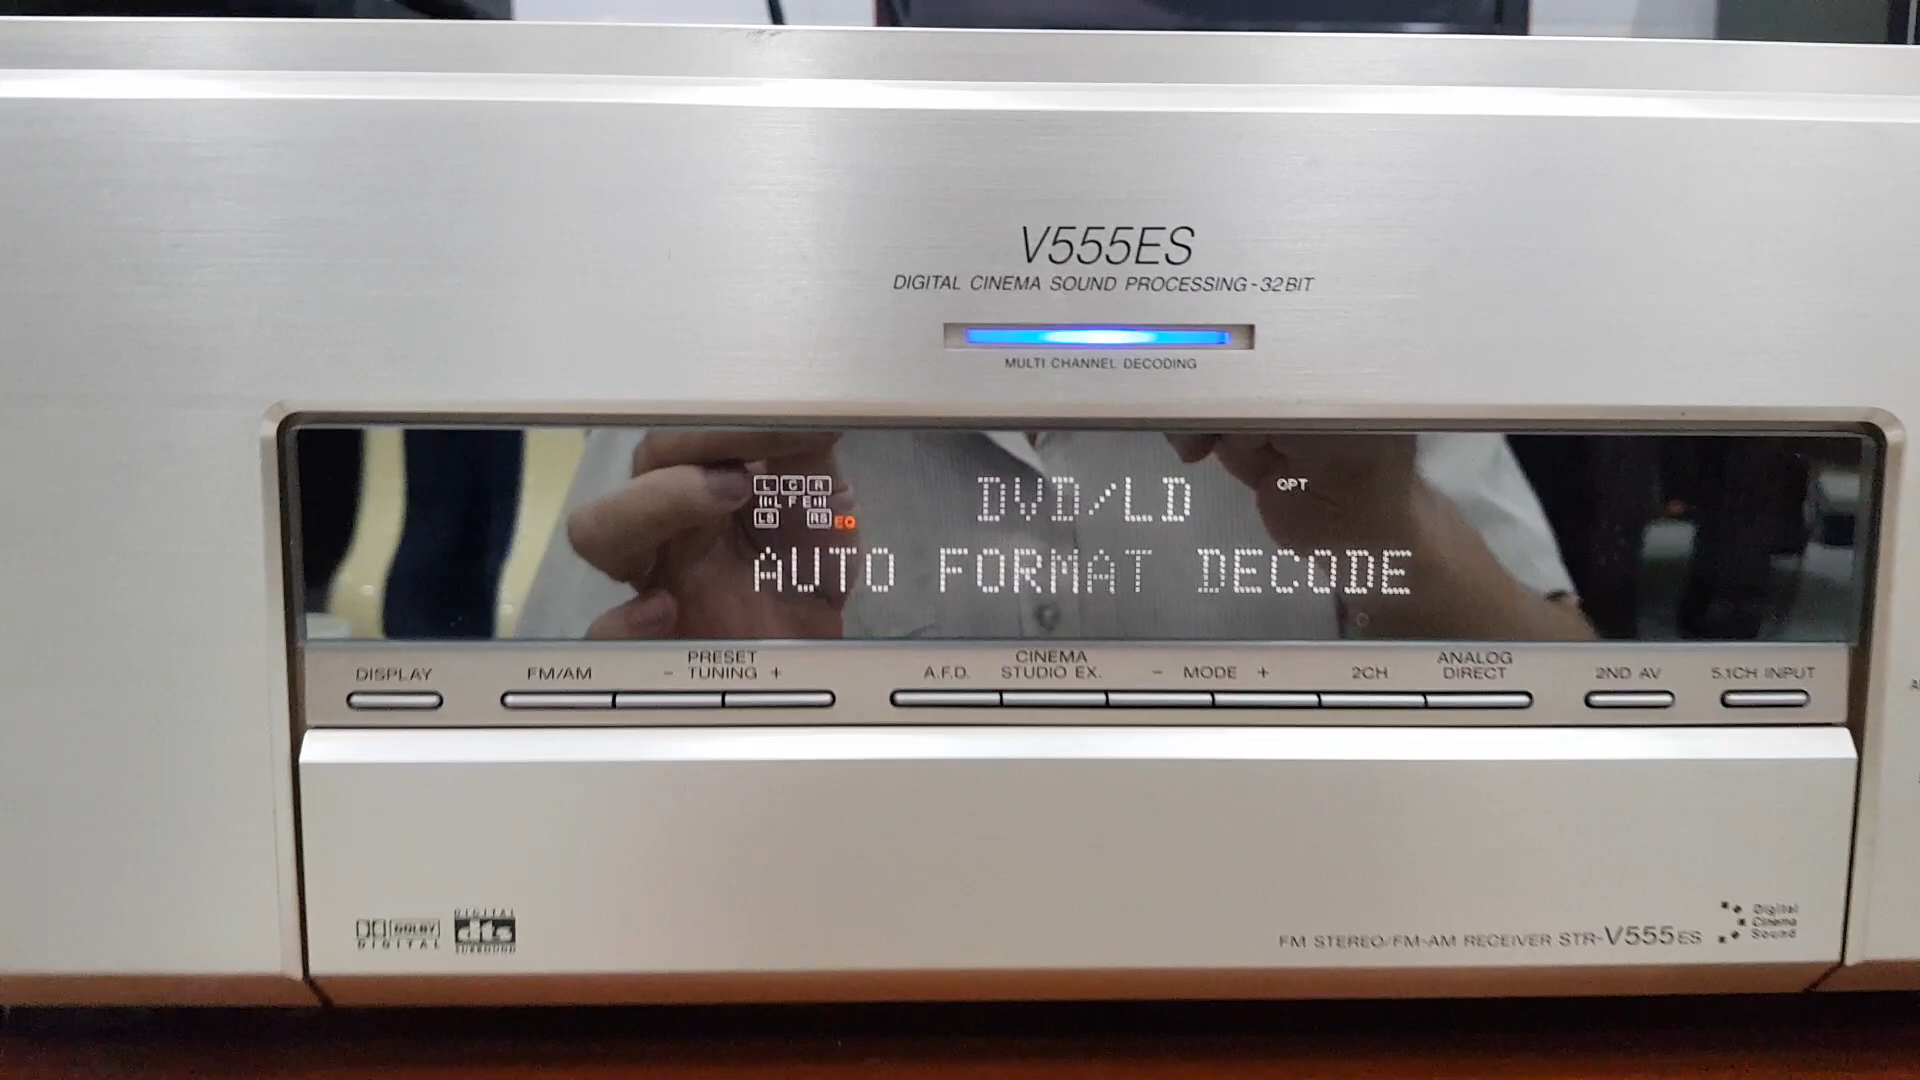 V555ES
DIGITAL CINEMA SOUND PROCESSING-32BIT
MULTI CHANNEL DECODING
L C R
LFE
LS RS EQ
DVD/LD
OPT
AUTO FORMAT DECODE
DISPLAY
FM/AM
PRESET
- TUNING +
A.F.D.
CINEMA
STUDIO EX.
- MODE +
2CH
ANALOG
DIRECT
2ND AV
5.1CH INPUT
DOLBY
DIGITAL
DIGITAL
dts
SURROUND
FM STEREO/FM-AM RECEIVER STR-V555ES
Digital
Cinema
Sound